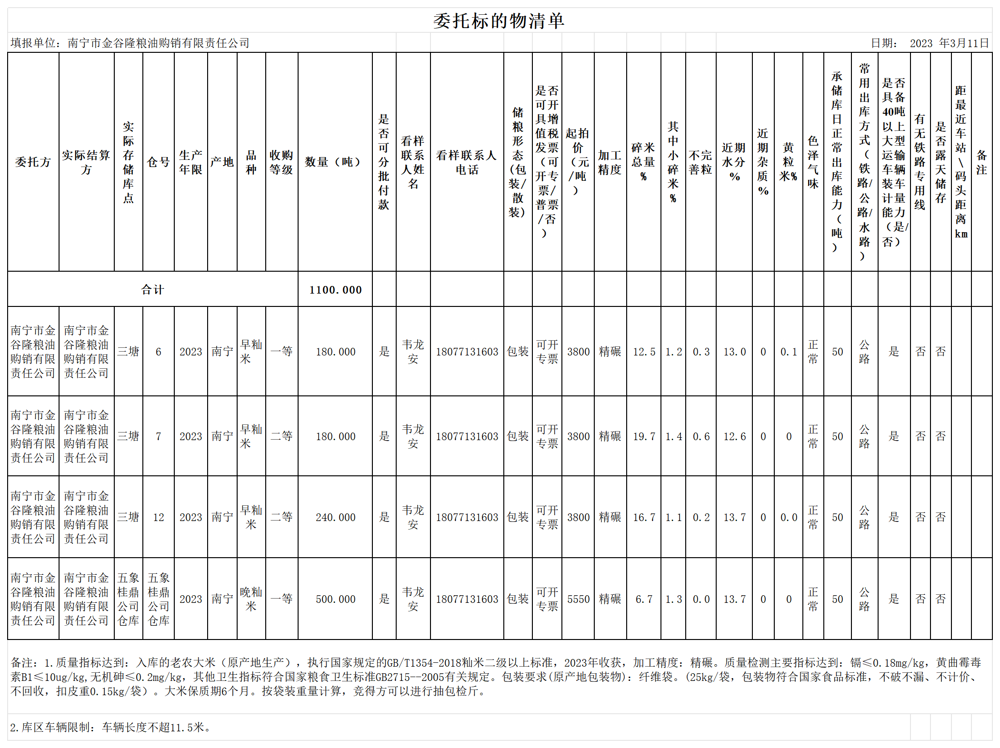 委托标的物清单
填报单位：南宁市金谷隆粮油购销有限责任公司 日期： 2023 年3月11日
委托方 实际结算方 实际存储库点 仓号 生产年限 产地 品种 收购等级 数量（吨） 是否可分批付款 看样联系人姓名 看样联系人电话 储粮形态(包装/散装) 是否可开具增值税发票（可开专票/普票/否） 起拍价（元/吨） 加工精度 碎米总量% 其中小碎米% 不完善粒 近期水分% 近期杂质% 黄粒米% 色泽气味 承储库日正常出库能力（吨） 常用出库方式（铁路/公路/水路） 是否具备40吨以上大型运输车辆装车计量能力（是/否） 有无铁路专用线 是否露天储存 距最近车站\码头距离km 备注
合计 1100.000
南宁市金谷隆粮油购销有限责任公司 南宁市金谷隆粮油购销有限责任公司 三塘 6 2023 南宁 早籼米 一等 180.000 是 韦龙安 18077131603 包装 可开专票 3800 精碾 12.5 1.2 0.3 13.0 0 0.1 正常 50 公路 是 否 否
南宁市金谷隆粮油购销有限责任公司 南宁市金谷隆粮油购销有限责任公司 三塘 7 2023 南宁 早籼米 二等 180.000 是 韦龙安 18077131603 包装 可开专票 3800 精碾 19.7 1.4 0.6 12.6 0 0 正常 50 公路 是 否 否
南宁市金谷隆粮油购销有限责任公司 南宁市金谷隆粮油购销有限责任公司 三塘 12 2023 南宁 早籼米 二等 240.000 是 韦龙安 18077131603 包装 可开专票 3800 精碾 16.7 1.1 0.2 13.7 0 0.0 正常 50 公路 是 否 否
南宁市金谷隆粮油购销有限责任公司 南宁市金谷隆粮油购销有限责任公司 五象桂鼎公司仓库 五象桂鼎公司仓库 2023 南宁 晚籼米 一等 500.000 是 韦龙安 18077131603 包装 可开专票 5550 精碾 6.7 1.3 0.0 13.7 0 0 正常 50 公路 是 否 否
备注：1.质量指标达到：入库的老农大米（原产地生产），执行国家规定的GB/T1354-2018籼米二级以上标准，2023年收获，加工精度：精碾。质量检测主要指标达到：镉≤0.18mg/kg，黄曲霉毒
素B1≤10ug/kg,无机砷≤0.2mg/kg，其他卫生指标符合国家粮食卫生标准GB2715--2005有关规定。包装要求(原产地包装物)：纤维袋。(25kg/袋，包装物符合国家食品标准，不破不漏、不计价、
不回收，扣皮重0.15kg/袋）。大米保质期6个月。按袋装重量计算，竞得方可以进行抽包检斤。
2.库区车辆限制：车辆长度不超11.5米。